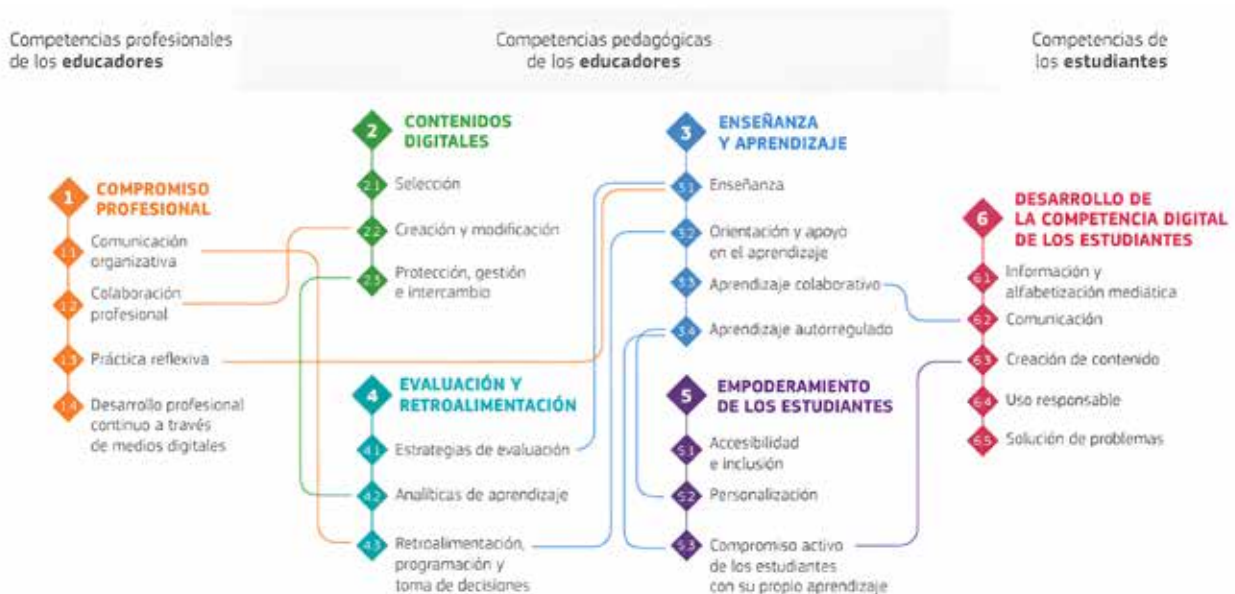 Competencias profesionales
de los educadores
Competencias pedagógicas
de los educadores
Competencias de
los estudiantes
1
COMPROMISO
PROFESIONAL
1.1
Comunicación
organizativa
1.2
Colaboración
profesional
1.3
Práctica reflexiva
1.4
Desarrollo profesional
continuo a través
de medios digitales
2
CONTENIDOS
DIGITALES
2.1
Selección
2.2
Creación y modificación
2.3
Protección, gestión
e intercambio
3
ENSEÑANZA
Y APRENDIZAJE
3.1
Enseñanza
3.2
Orientación y apoyo
en el aprendizaje
3.3
Aprendizaje colaborativo
3.4
Aprendizaje autorregulado
4
EVALUACIÓN Y
RETROALIMENTACIÓN
4.1
Estrategias de evaluación
4.2
Analíticas de aprendizaje
4.3
Retroalimentación,
programación y
toma de decisiones
5
EMPODERAMIENTO
DE LOS ESTUDIANTES
5.1
Accesibilidad
e inclusión
5.2
Personalización
5.3
Compromiso activo
de los estudiantes
con su propio aprendizaje
6
DESARROLLO DE
LA COMPETENCIA DIGITAL
DE LOS ESTUDIANTES
6.1
Información y
alfabetización mediática
6.2
Comunicación
6.3
Creación de contenido
6.4
Uso responsable
6.5
Solución de problemas